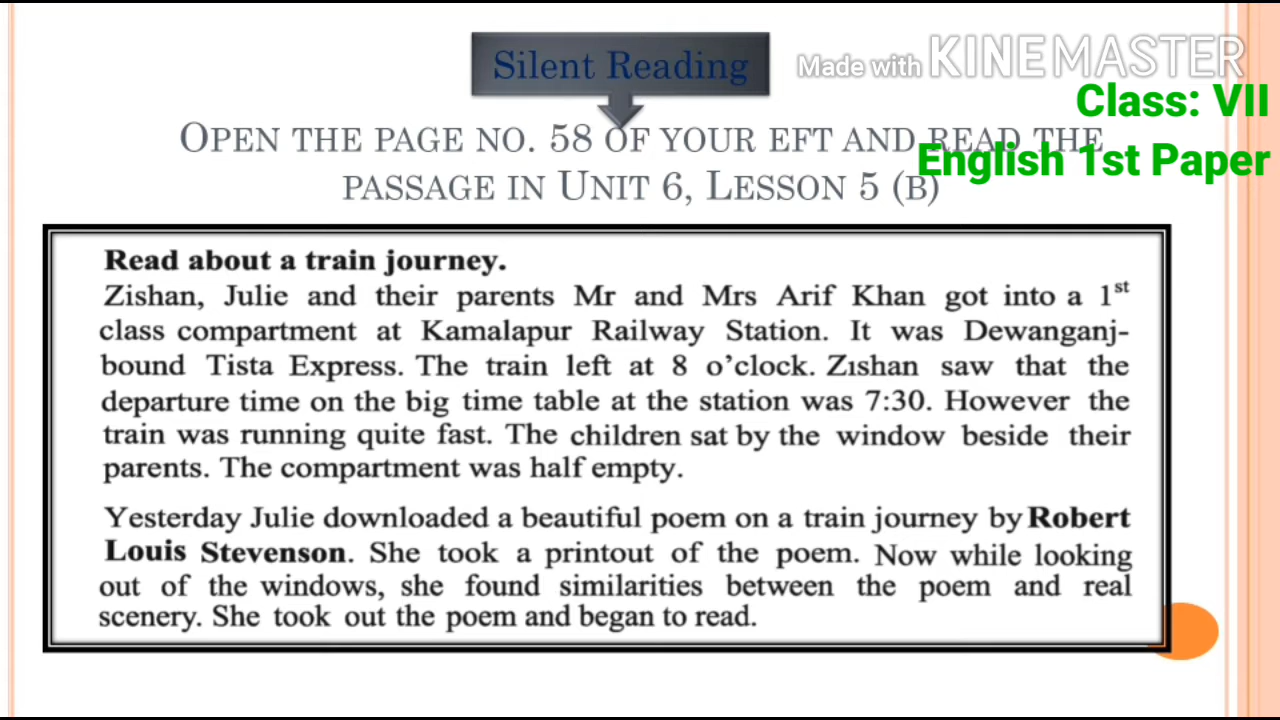 Silent Reading
Made with KINEMASTER
Class: VII
OPEN THE PAGE NO. 58 OF YOUR EFT AND READ THE
English 1st Paper
PASSAGE IN UNIT 6, LESSON 5 (B)
Read about a train journey.
Zishan, Julie and their parents Mr and Mrs Arif Khan got into a 1st
class compartment at Kamalapur Railway Station. It was Dewanganj-
bound Tista Express. The train left at 8 o'clock. Zıshan saw that the
departure time on the big time table at the station was 7:30. However the
train was running quite fast. The children sat by the window beside their
parents. The compartment was half empty.
Yesterday Julie downloaded a beautiful poem on a train journey by Robert
Louis Stevenson. She took a printout of the poem. Now while looking
out of the windows, she found similarities between the poem and real
scenery. She took out the poem and began to read.